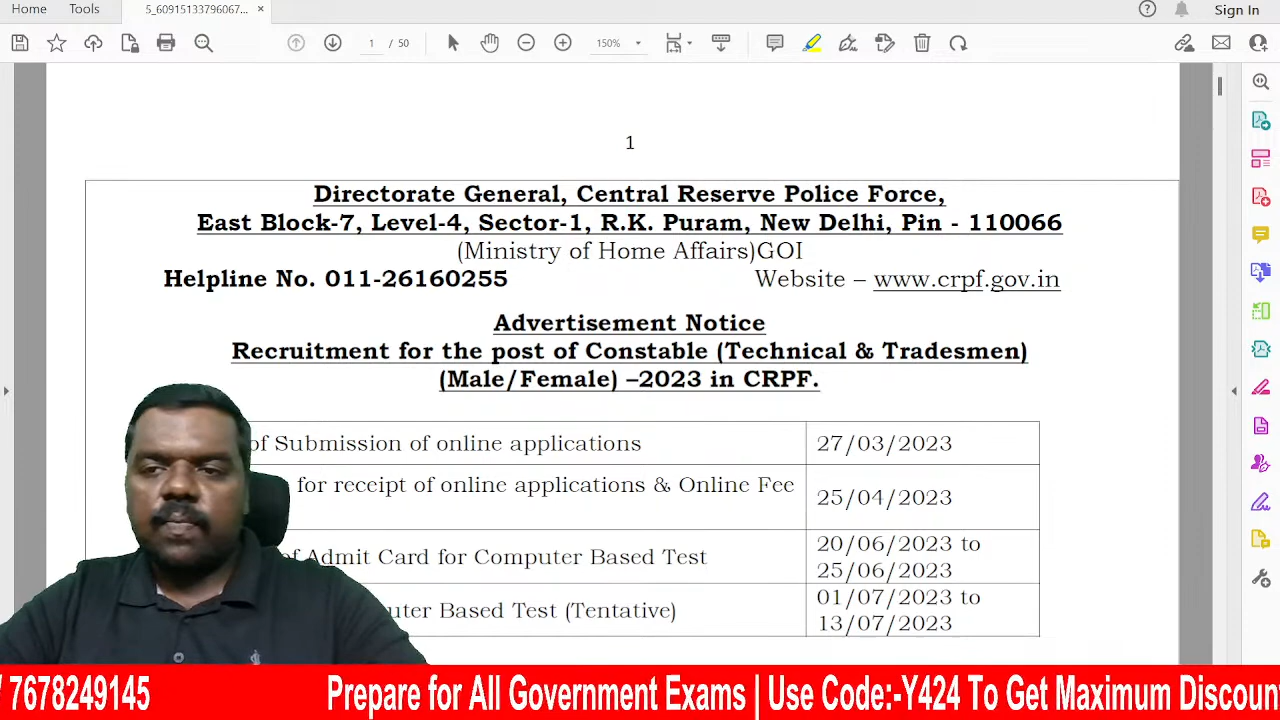 Home Tools 5_60915133796067... ×
? Sign In
1 / 50 150%
1
Directorate General, Central Reserve Police Force,
East Block-7, Level-4, Sector-1, R.K. Puram, New Delhi, Pin - 110066
(Ministry of Home Affairs)GOI
Helpline No. 011-26160255 Website – www.crpf.gov.in
Advertisement Notice
Recruitment for the post of Constable (Technical & Tradesmen)
(Male/Female) –2023 in CRPF.
of Submission of online applications 27/03/2023
for receipt of online applications & Online Fee
25/04/2023
of Admit Card for Computer Based Test
20/06/2023 to
25/06/2023
Based Test (Tentative)
01/07/2023 to
13/07/2023
7678249145 Prepare for All Government Exams | Use Code:-Y424 To Get Maximum